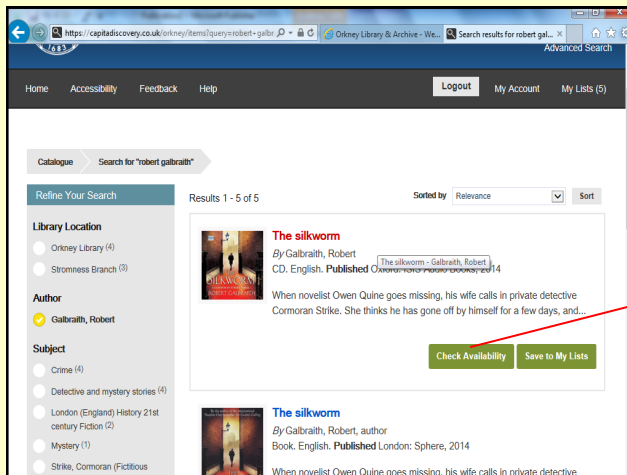 https://capitadiscovery.co.uk/orkney/items?query=robert+galbr
Orkney Library & Archive - We...
Search results for robert gal...
1683
Advanced Search
Home
Accessibility
Feedback
Help
Logout
My Account
My Lists (5)
Catalogue
Search for "robert galbraith"
Refine Your Search
Results 1 - 5 of 5
Sorted by
Relevance
Sort
Library Location
Orkney Library (4)
Stromness Branch (3)
Author
Galbraith, Robert
Subject
Crime (4)
Detective and mystery stories (4)
London (England) History 21st
century Fiction (2)
Mystery (1)
Strike, Cormoran (Fictitious
SILKWORM
ROBERT GALBRAITH
The silkworm
By Galbraith, Robert
The silkworm - Galbraith, Robert
CD. English. Published Oxford: ISIS Audio Books, 2014
When novelist Owen Quine goes missing, his wife calls in private detective
Cormoran Strike. She thinks he has gone off by himself for a few days, and...
Check Availability
Save to My Lists
The silkworm
By Galbraith, Robert, author
Book. English. Published London: Sphere, 2014
When novelist Owen Quine goes missing, his wife calls in private detective